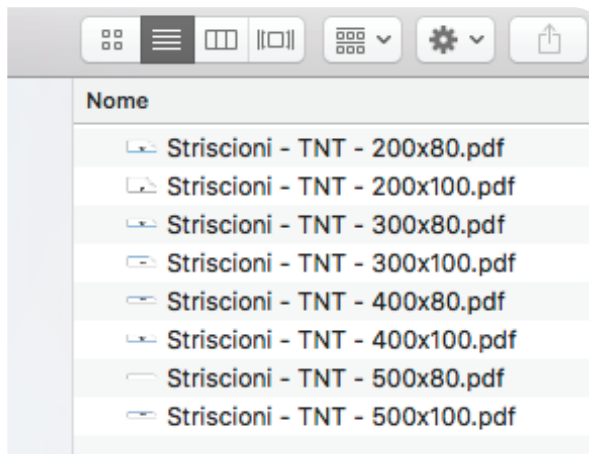 Nome
Striscioni - TNT - 200x80.pdf
Striscioni - TNT - 200x100.pdf
Striscioni - TNT - 300x80.pdf
Striscioni - TNT - 300x100.pdf
Striscioni - TNT - 400x80.pdf
Striscioni - TNT - 400x100.pdf
Striscioni - TNT - 500x80.pdf
Striscioni - TNT - 500x100.pdf